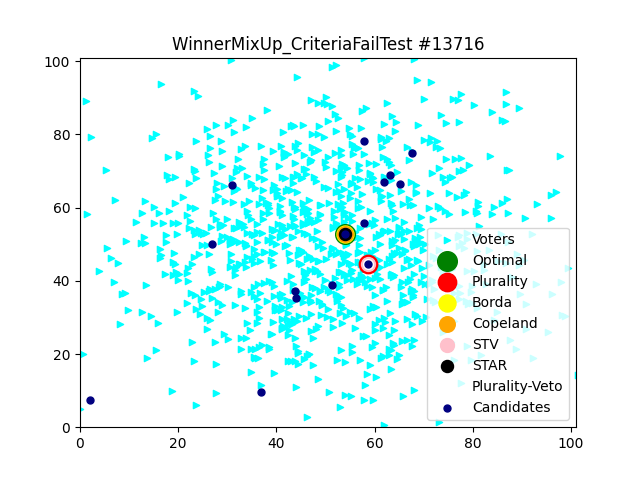 WinnerMixUp_CriteriaFailTest #13716
100
80
60
40
20
0
0 20 40 60 80 100
Voters
Optimal
Plurality
Borda
Copeland
STV
STAR
Plurality-Veto
Candidates